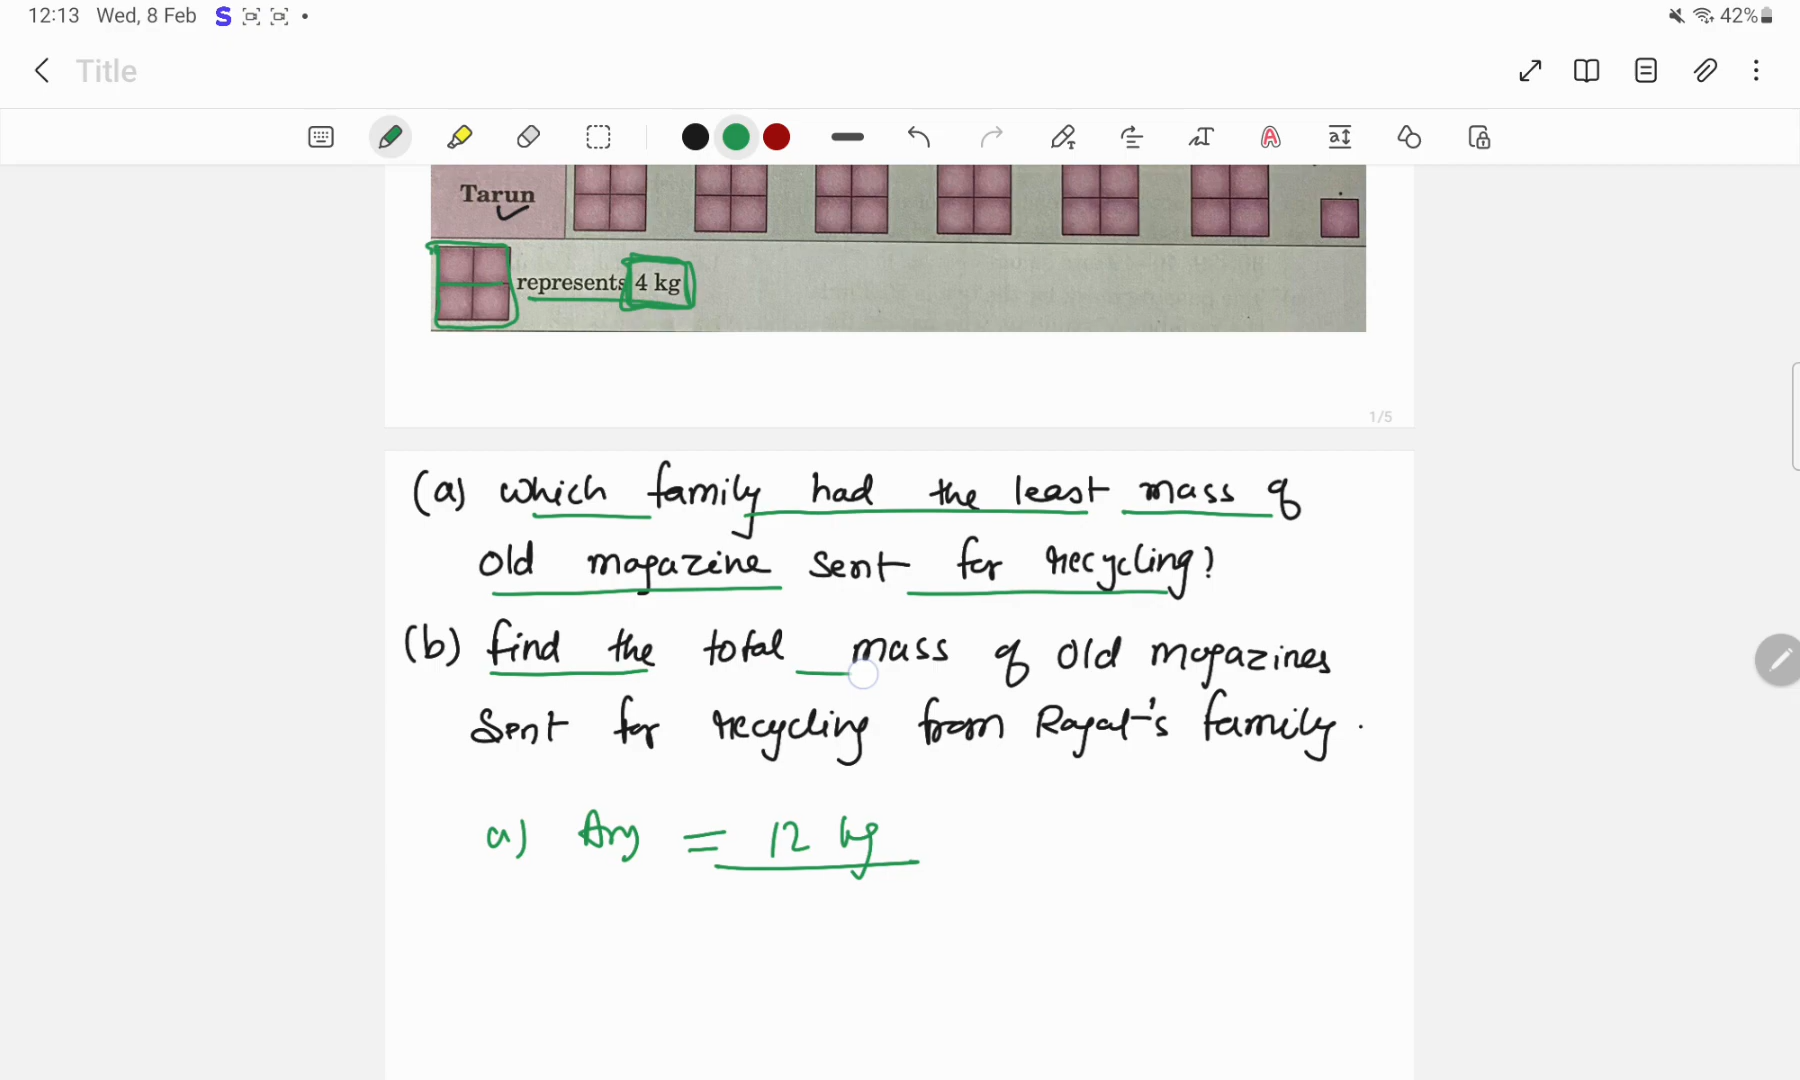 12:13 Wed, 8 Feb S 42%
Title
Tarun
represents 4 kg
1/5
(a) which family had the least mass of
old magazine sent for recycling?
(b) find the total mass of old magazines
sent for recycling from Rajat's family.
a) = 12 kg